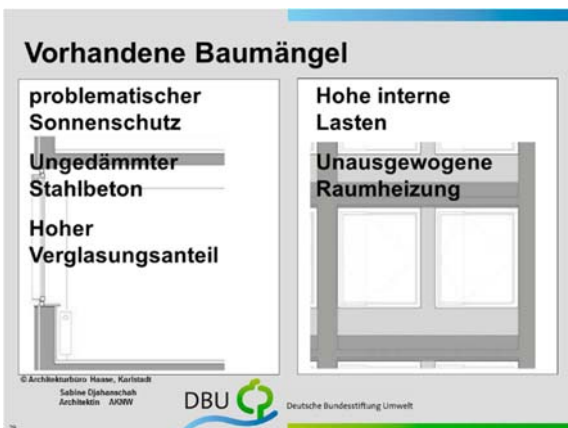 Vorhandene Baumängel
problematischer
Sonnenschutz
Ungedämmter
Stahlbeton
Hoher
Verglasungsanteil
Hohe interne
Lasten
Unausgewogene
Raumheizung
© Architekturbüro Haase, Karlstadt
Sabine Djahanschah
Architektin AKNW
DBU
Deutsche Bundesstiftung Umwelt